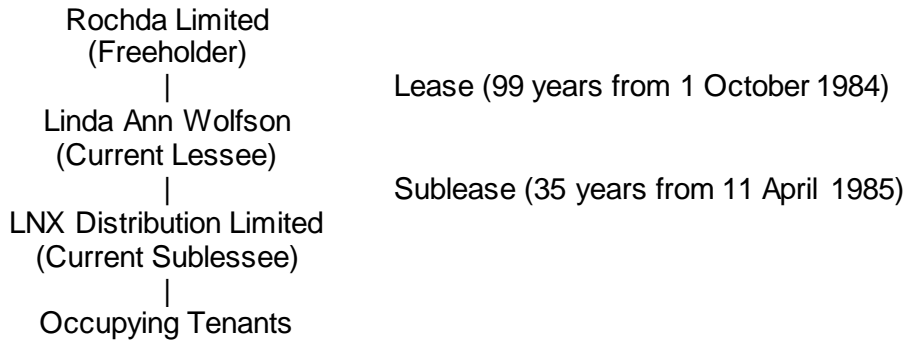 Rochda Limited
(Freeholder)
| Lease (99 years from 1 October 1984)
Linda Ann Wolfson
(Current Lessee)
| Sublease (35 years from 11 April 1985)
LNX Distribution Limited
(Current Sublessee)
|
Occupying Tenants